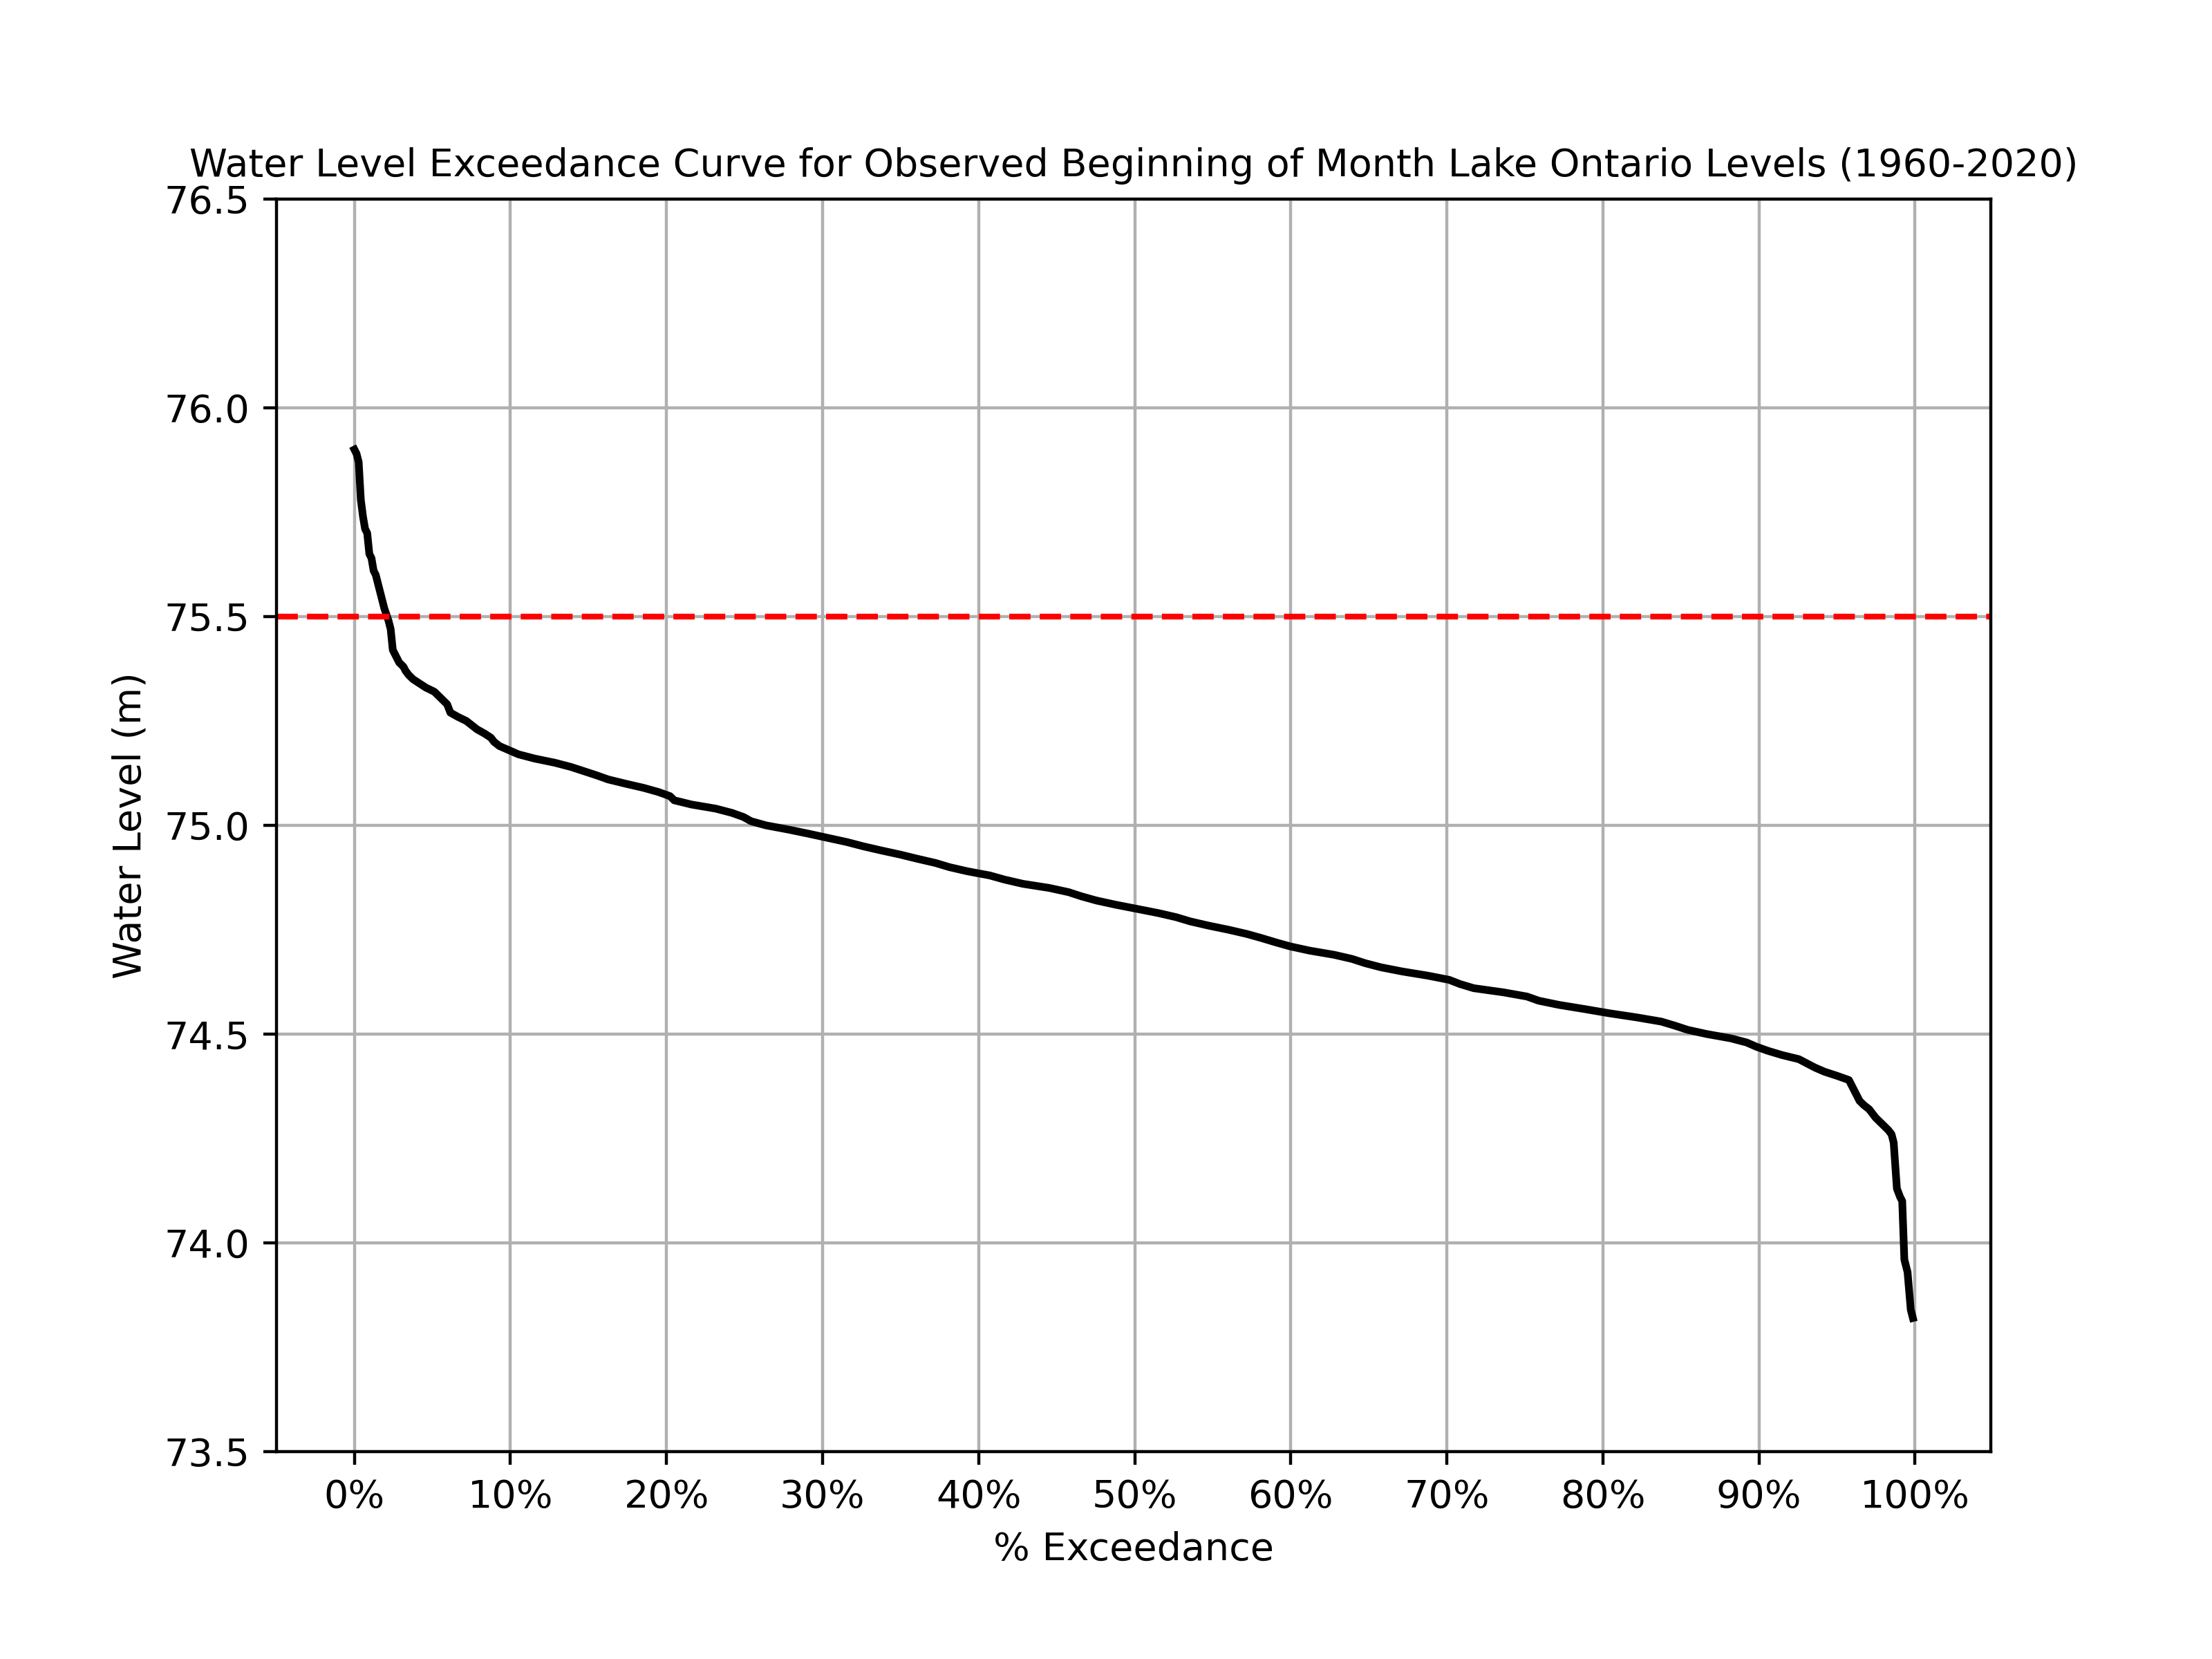 Water Level Exceedance Curve for Observed Beginning of Month Lake Ontario Levels (1960-2020)
76.5
76.0
75.5
75.0
74.5
74.0
73.5
Water Level (m)
0% 10% 20% 30% 40% 50% 60% 70% 80% 90% 100%
% Exceedance